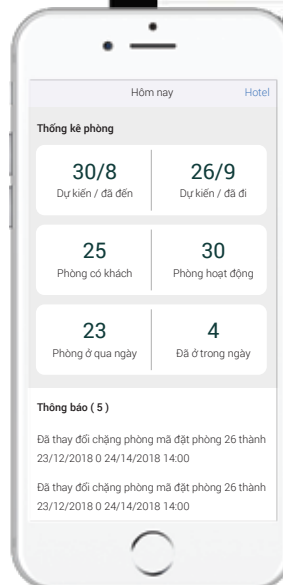 Hôm nay Hotel
Thống kê phòng
30/8 26/9
Dự kiến / đã đến Dự kiến / đã đi
25 30
Phòng có khách Phòng hoạt động
23 4
Phòng ở qua ngày Đã ở trong ngày
Thông báo ( 5 )
Đã thay đổi chặng phòng mã đặt phòng 26 thành
23/12/2018 0 24/14/2018 14:00
Đã thay đổi chặng phòng mã đặt phòng 26 thành
23/12/2018 0 24/14/2018 14:00